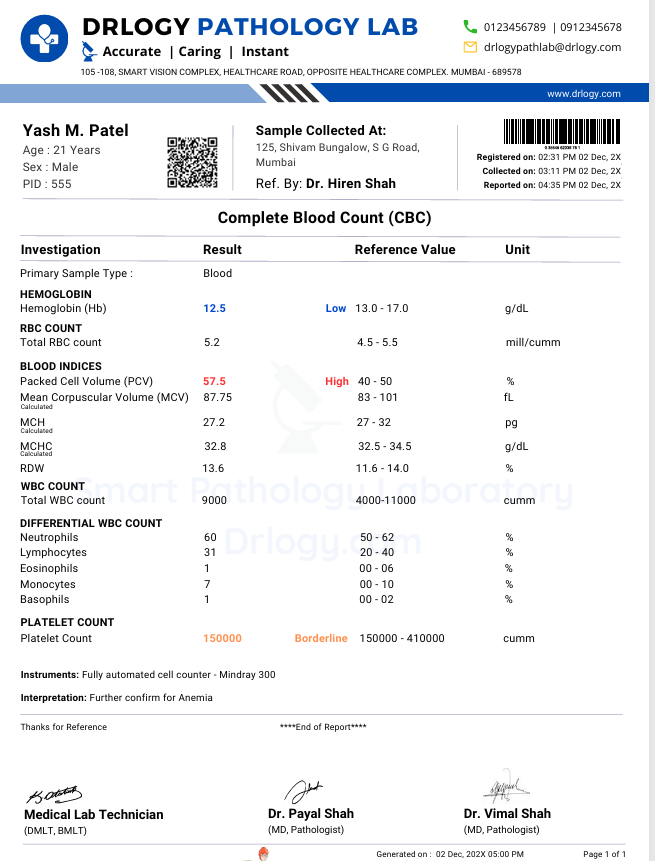 DRLOGY PATHOLOGY LAB
Accurate | Caring | Instant
0123456789 | 0912345678
drlogypathlab@drlogy.com
105 -108, SMART VISION COMPLEX, HEALTHCARE ROAD, OPPOSITE HEALTHCARE COMPLEX. MUMBAI - 689578
www.drlogy.com
Yash M. Patel
Age : 21 Years
Sex : Male
PID : 555
Sample Collected At:
125, Shivam Bungalow, S G Road,
Mumbai
Ref. By: Dr. Hiren Shah
Registered on: 02:31 PM 02 Dec, 2X
Collected on: 03:11 PM 02 Dec, 2X
Reported on: 04:35 PM 02 Dec, 2X
Complete Blood Count (CBC)
Investigation Result Reference Value Unit
Primary Sample Type : Blood
HEMOGLOBIN
Hemoglobin (Hb) 12.5 Low 13.0 - 17.0 g/dL
RBC COUNT
Total RBC count 5.2 4.5 - 5.5 mill/cumm
BLOOD INDICES
Packed Cell Volume (PCV) 57.5 High 40 - 50 %
Mean Corpuscular Volume (MCV) 87.75 83 - 101 fL
Calculated
MCH 27.2 27 - 32 pg
Calculated
MCHC 32.8 32.5 - 34.5 g/dL
Calculated
RDW 13.6 11.6 - 14.0 %
WBC COUNT
Total WBC count 9000 4000-11000 cumm
Smart Pathology Laboratory
Drlogy.com
DIFFERENTIAL WBC COUNT
Neutrophils 60 50 - 62 %
Lymphocytes 31 20 - 40 %
Eosinophils 1 00 - 06 %
Monocytes 7 00 - 10 %
Basophils 1 00 - 02 %
PLATELET COUNT
Platelet Count 150000 Borderline 150000 - 410000 cumm
Instruments: Fully automated cell counter - Mindray 300
Interpretation: Further confirm for Anemia
Thanks for Reference ****End of Report****
Medical Lab Technician
(DMLT, BMLT)
Dr. Payal Shah
(MD, Pathologist)
Dr. Vimal Shah
(MD, Pathologist)
Generated on : 02 Dec, 202X 05:00 PM Page 1 of 1